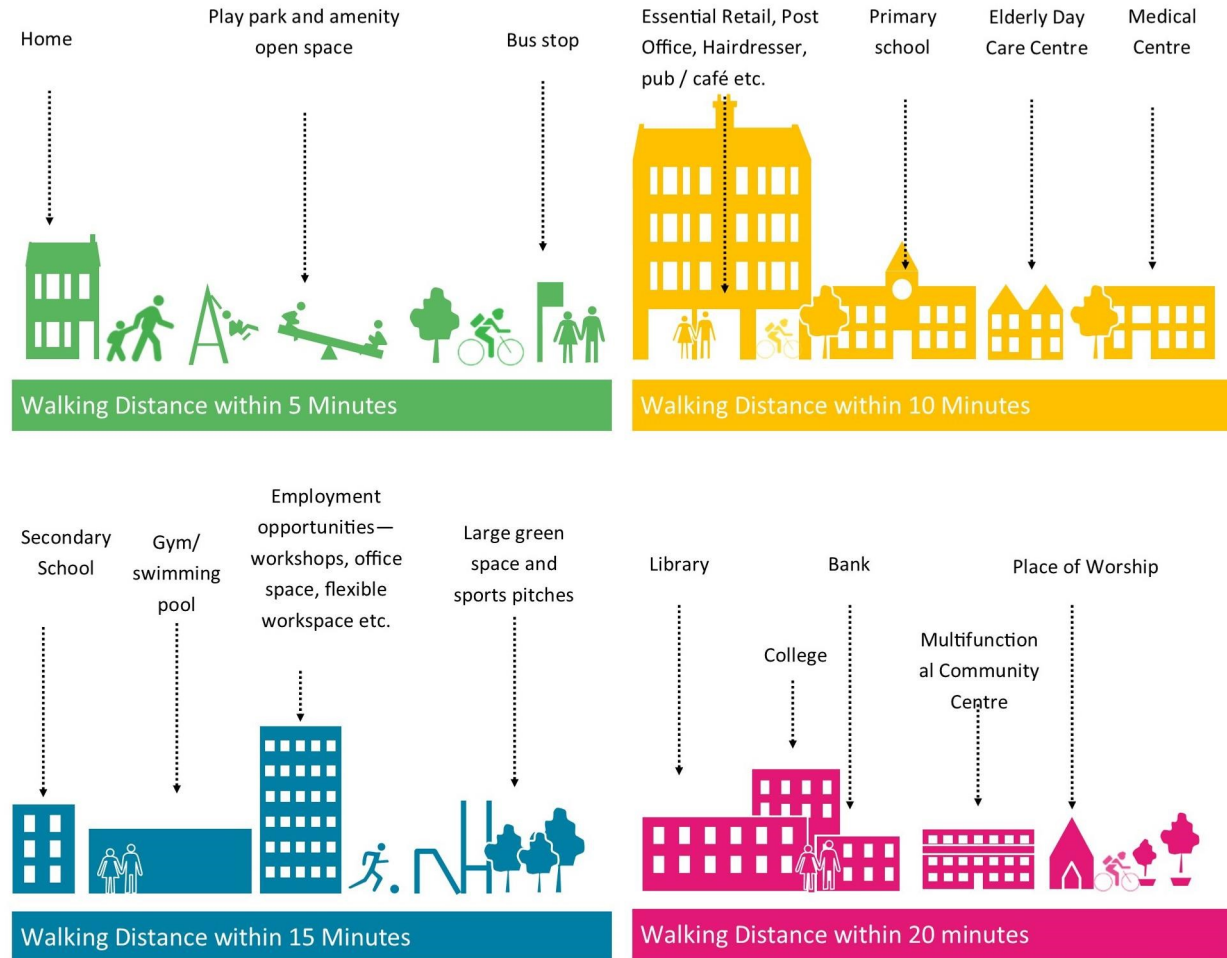 Home
Play park and amenity
open space
Bus stop
Walking Distance within 5 Minutes
Essential Retail, Post
Office, Hairdresser,
pub / café etc.
Primary
school
Elderly Day
Care Centre
Medical
Centre
Walking Distance within 10 Minutes
Secondary
School
Gym/
swimming
pool
Employment
opportunities—
workshops, office
space, flexible
workspace etc.
Large green
space and
sports pitches
Walking Distance within 15 Minutes
Library
College
Bank
Multifunction
al Community
Centre
Place of Worship
Walking Distance within 20 minutes